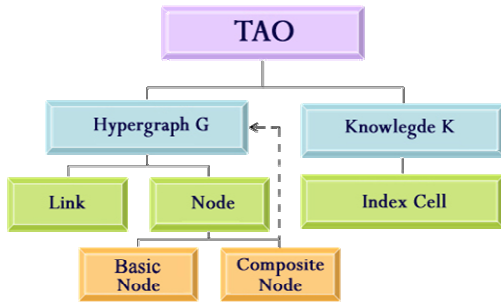 TAO
Hypergraph G
Knowlegde K
Link
Node
Index Cell
Basic
Node
Composite
Node